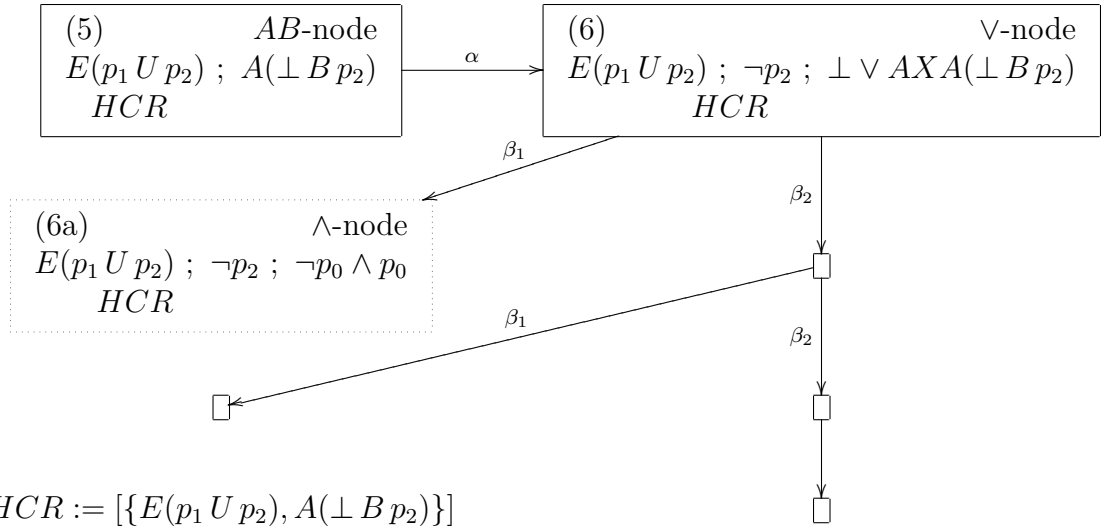 (5) AB-node
E(p₁ U p₂) ; A(⊥ B p₂)
HCR
α
(6) ∨-node
E(p₁ U p₂) ; ¬p₂ ; ⊥ ∨ AXA(⊥ B p₂)
HCR
β₁
β₂
(6a) ∧-node
E(p₁ U p₂) ; ¬p₂ ; ¬p₀ ∧ p₀
HCR
β₁
β₂
HCR := [{E(p₁ U p₂), A(⊥ B p₂)}]